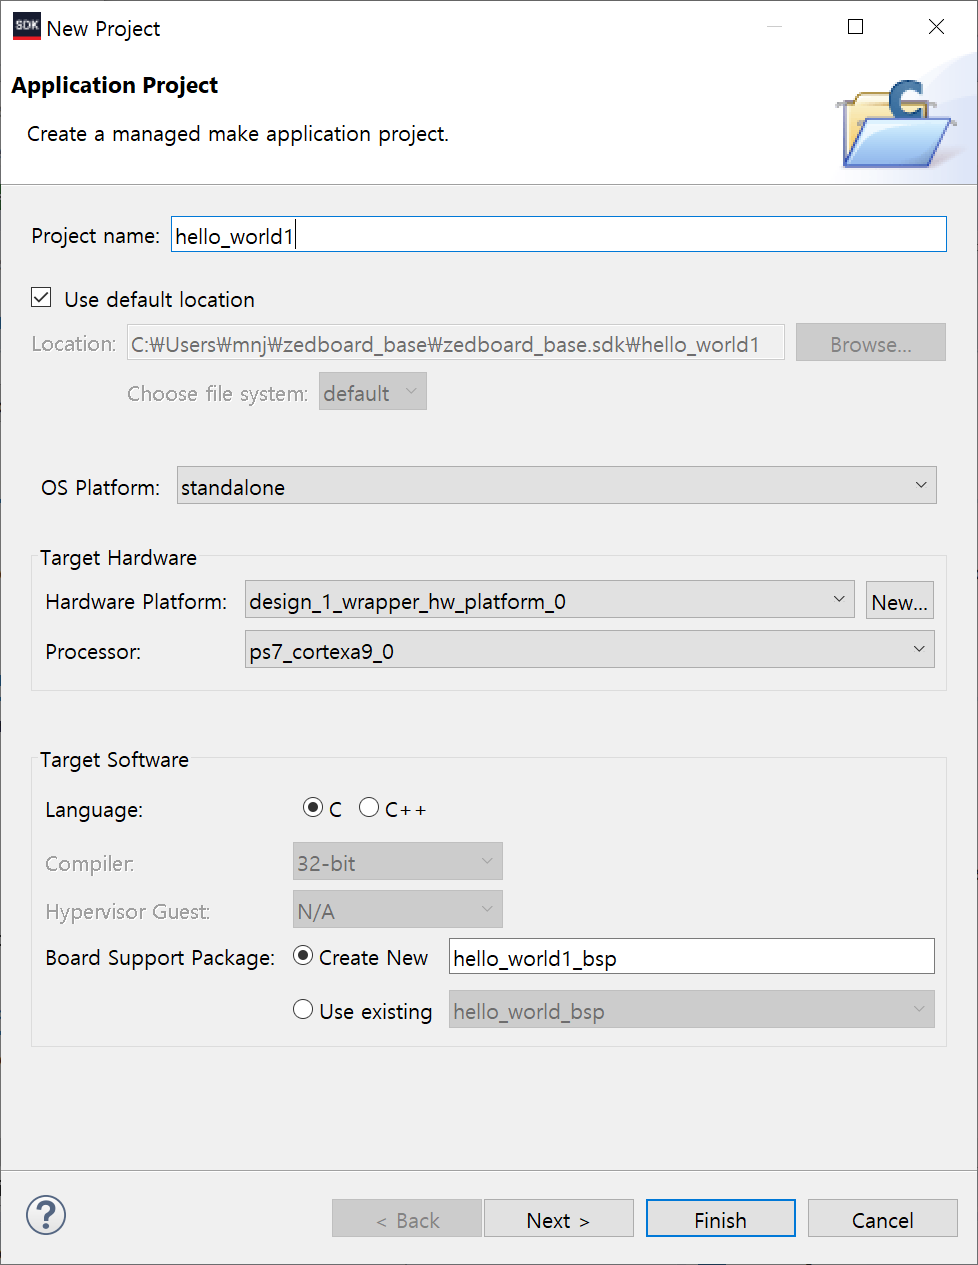 SDK New Project
Application Project
Create a managed make application project.
C
Project name: hello_world1
Use default location
Location: C:₩Users₩mnj₩zedboard_base₩zedboard_base.sdk₩hello_world1 Browse...
Choose file system: default
OS Platform: standalone
Target Hardware
Hardware Platform: design_1_wrapper_hw_platform_0 New...
Processor: ps7_cortexa9_0
Target Software
Language: C C++
Compiler: 32-bit
Hypervisor Guest: N/A
Board Support Package: Create New hello_world1_bsp
Use existing hello_world_bsp
? < Back Next > Finish Cancel